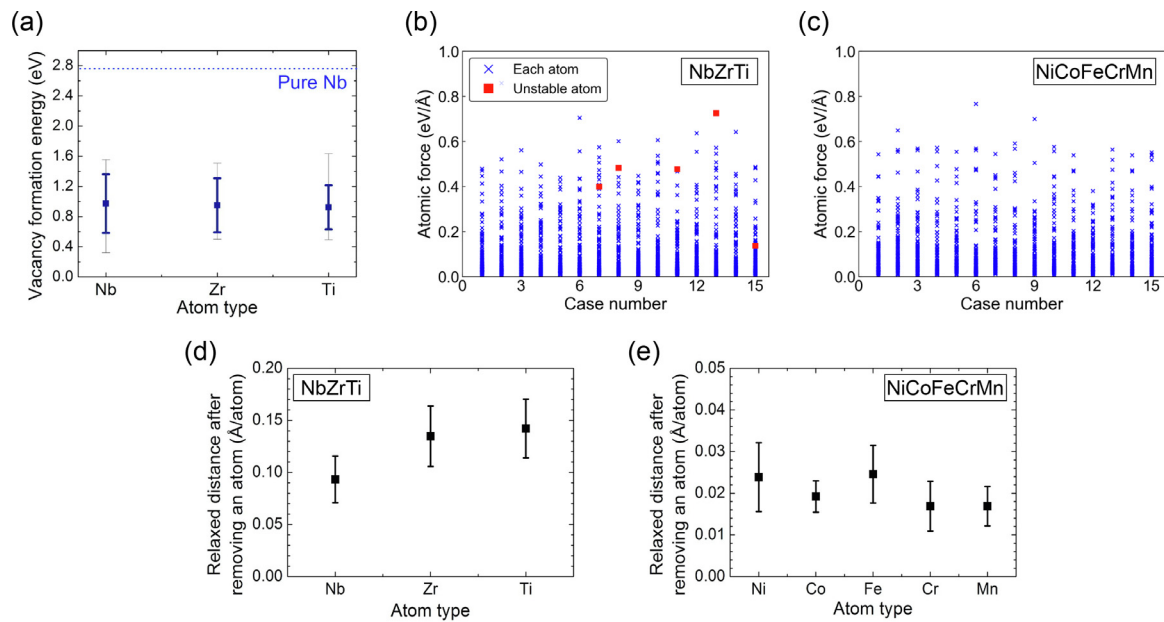 (a)
Vacancy formation energy (eV)
2.8
2.4
2.0
1.6
1.2
0.8
0.4
0.0
Pure Nb
Nb
Zr
Ti
Atom type
(b)
Atomic force (eV/Å)
1.0
0.8
0.6
0.4
0.2
0.0
Each atom
Unstable atom
NbZrTi
0
3
6
9
12
15
Case number
(c)
Atomic force (eV/Å)
1.0
0.8
0.6
0.4
0.2
0.0
NiCoFeCrMn
0
3
6
9
12
15
Case number
(d)
Relaxed distance after
removing an atom (Å/atom)
0.20
0.15
0.10
0.05
0.00
NbZrTi
Nb
Zr
Ti
Atom type
(e)
Relaxed distance after
removing an atom (Å/atom)
0.05
0.04
0.03
0.02
0.01
0.00
NiCoFeCrMn
Ni
Co
Fe
Cr
Mn
Atom type